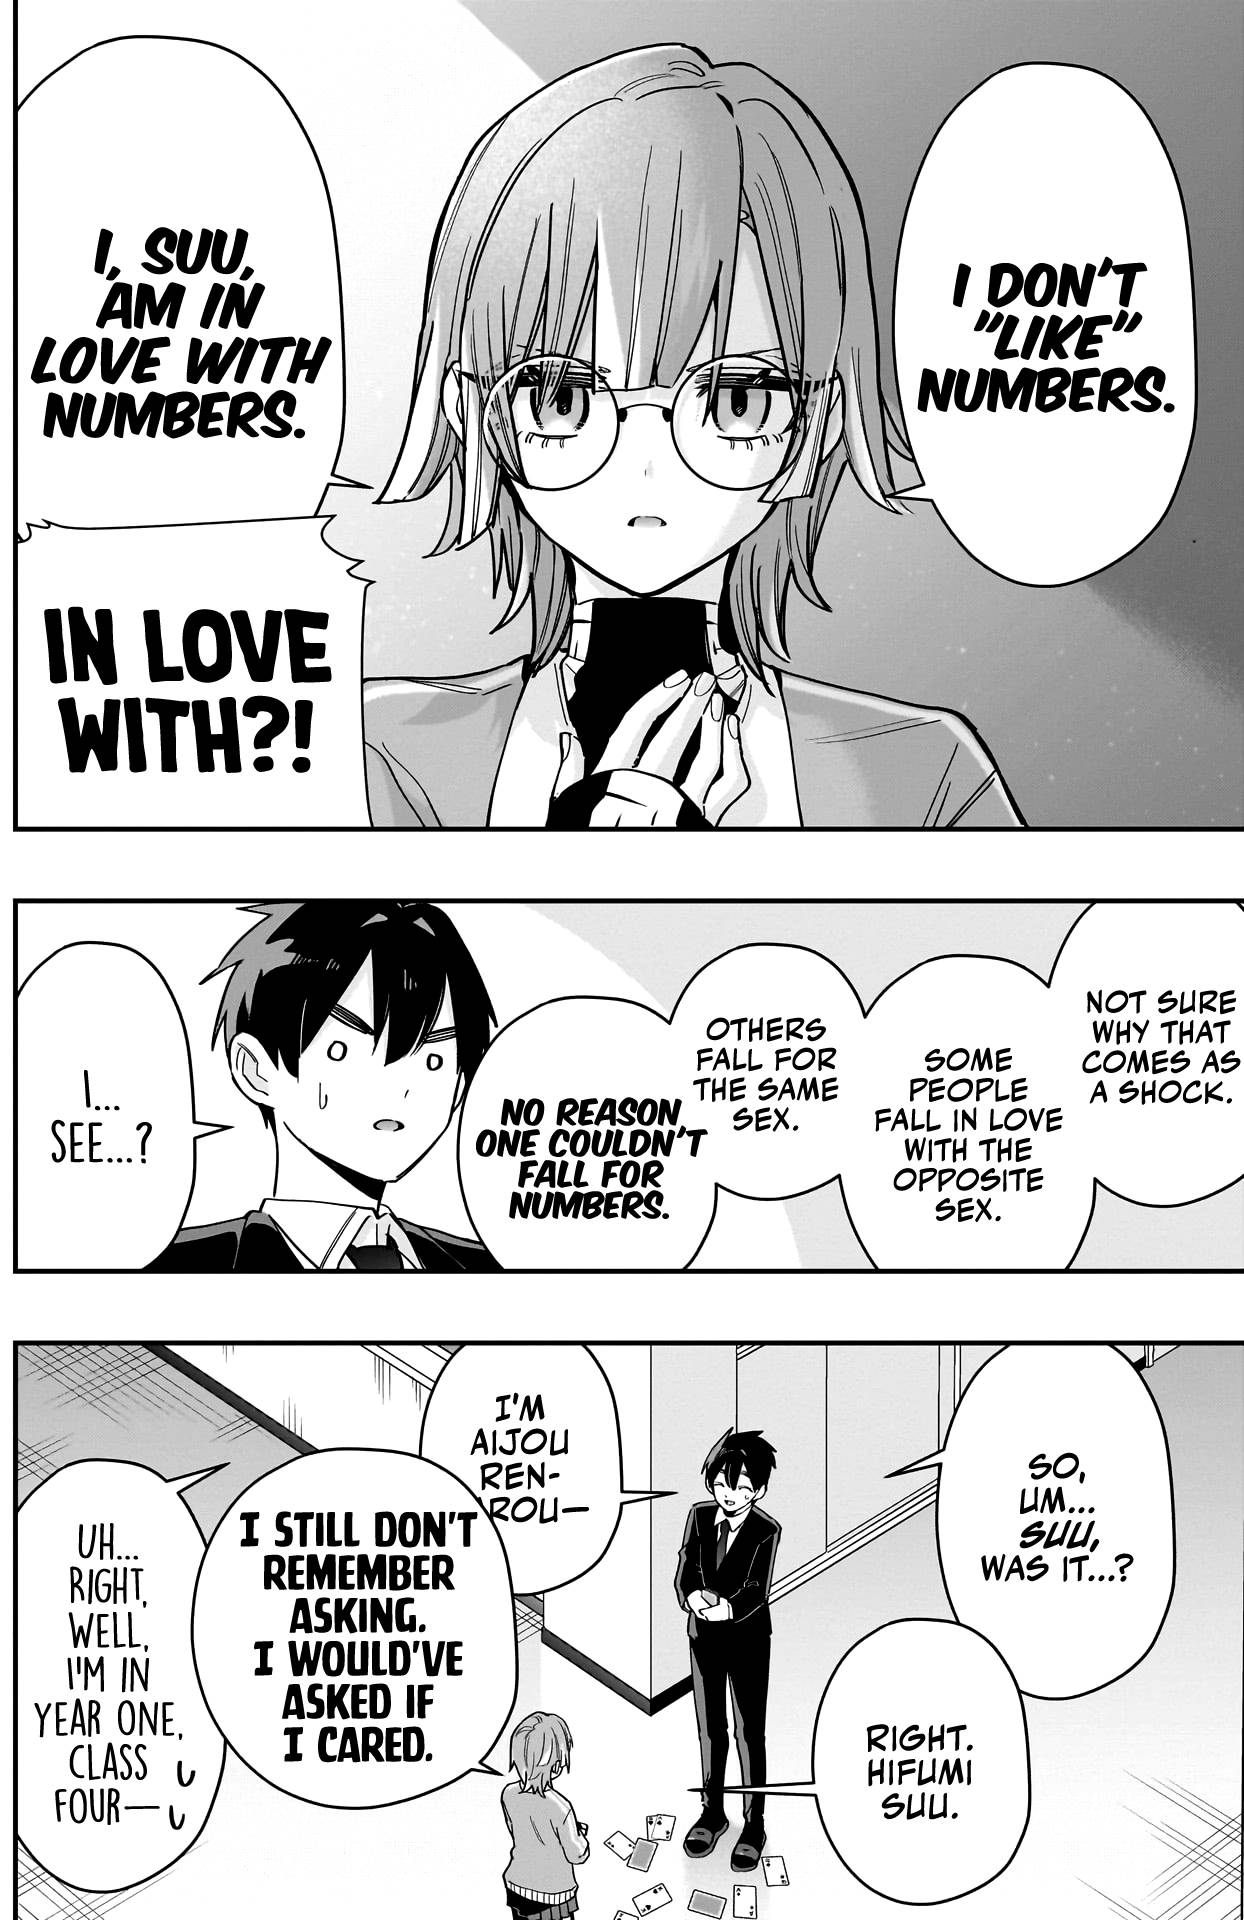 I DON'T
"LIKE"
NUMBERS.
I, SUU,
AM IN
LOVE WITH
NUMBERS.
IN LOVE
WITH?!
NOT SURE
WHY THAT
COMES AS
A SHOCK.
SOME
PEOPLE
FALL IN LOVE
WITH THE
OPPOSITE
SEX.
OTHERS
FALL FOR
THE SAME
SEX.
NO REASON
ONE COULDN'T
FALL FOR
NUMBERS.
I...
SEE...?
SO,
UM...
SUU,
WAS IT...?
RIGHT.
HIFUMI
SUU.
I'M
AIJOU
REN-
AROU—
I STILL DON'T
REMEMBER
ASKING.
I WOULD'VE
ASKED IF
I CARED.
UH...
RIGHT,
WELL,
I'M IN
YEAR ONE,
CLASS
FOUR—